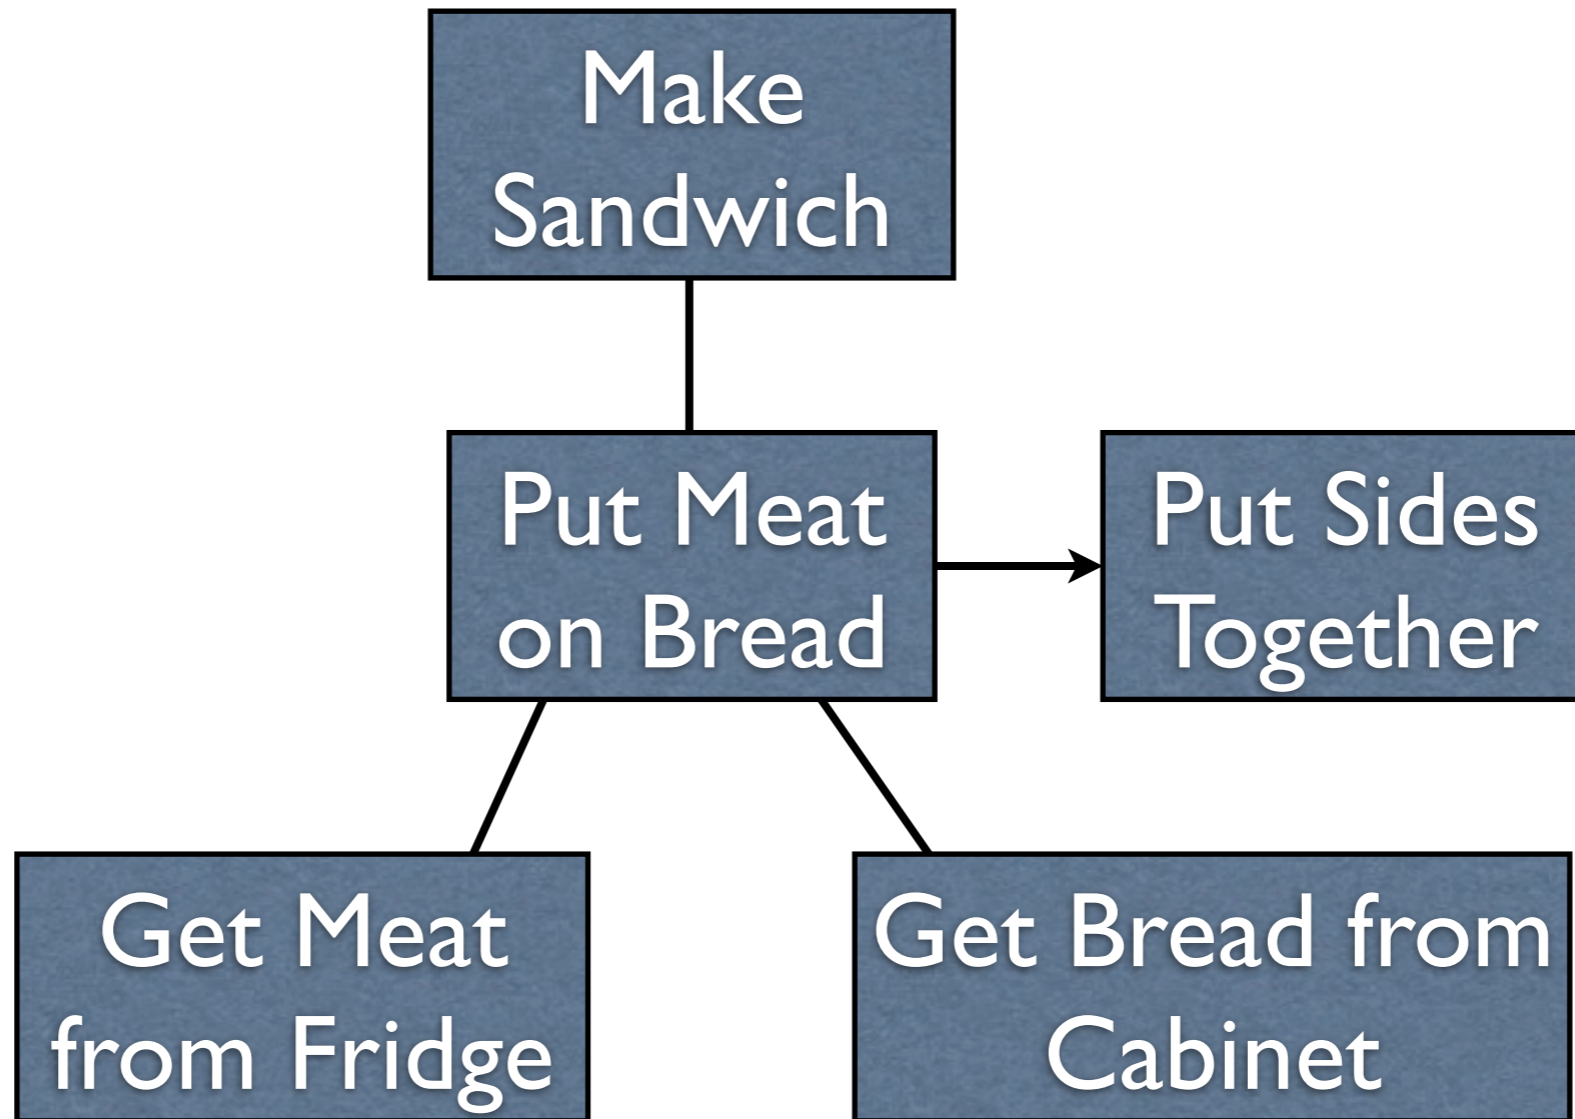 Make
Sandwich
Put Meat
on Bread
Put Sides
Together
Get Meat
from Fridge
Get Bread from
Cabinet